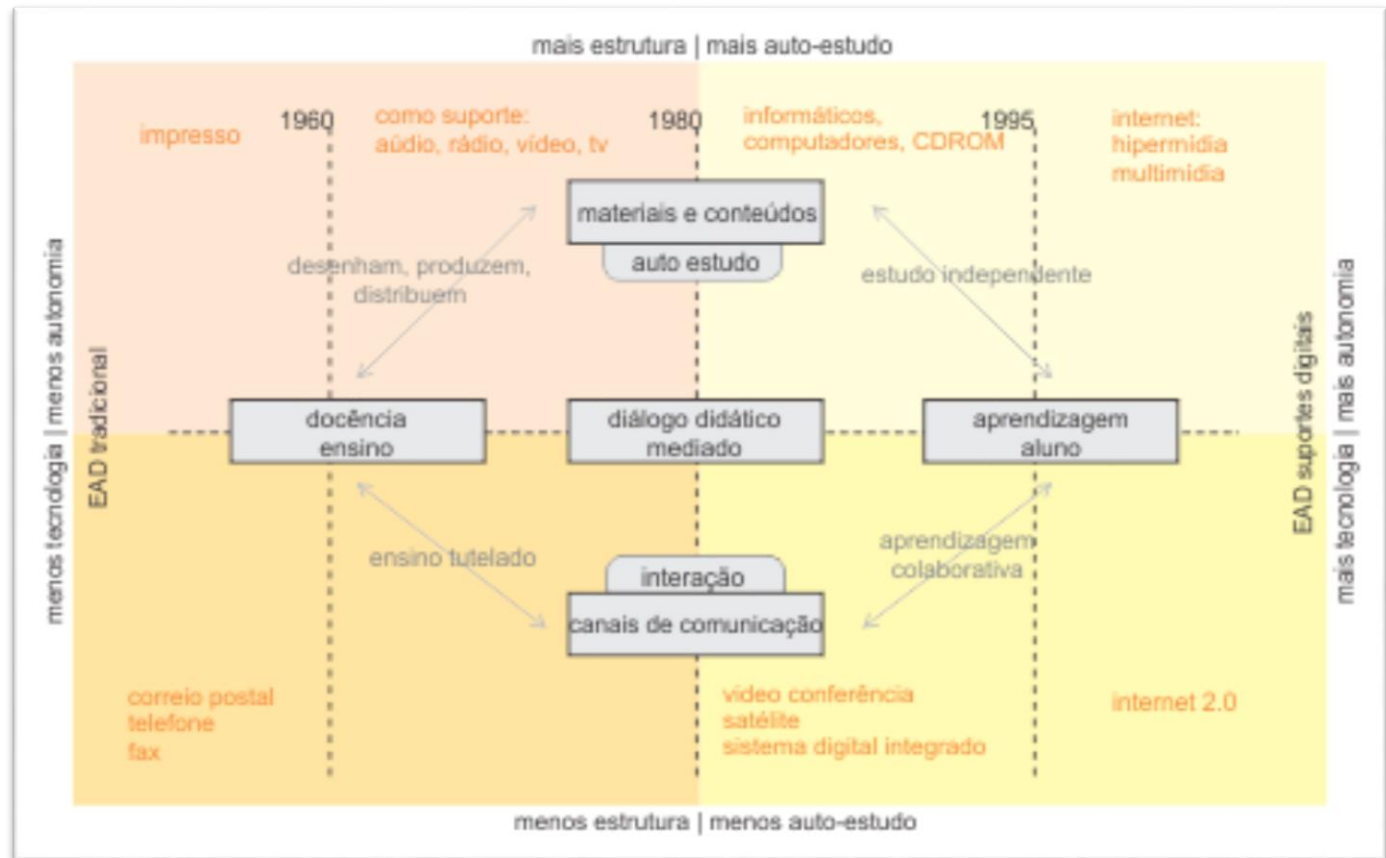 mais estrutura | mais auto-estudo
impresso
1960
como suporte:
aúdio, rádio, vídeo, tv
1980
informáticos,
computadores, CDROM
1995
internet:
hipermidia
multimidia
materiais e conteúdos
auto estudo
desenham, produzem,
distribuem
estudo independente
menos tecnologia | menos autonomia
EAD tradicional
docência
ensino
diálogo didático
mediado
aprendizagem
aluno
EAD suportes digitais
mais tecnologia | mais autonomia
ensino tutelado
aprendizagem
colaborativa
interação
canais de comunicação
correio postal
telefone
fax
video conferência
satélite
sistema digital integrado
internet 2.0
menos estrutura | menos auto-estudo